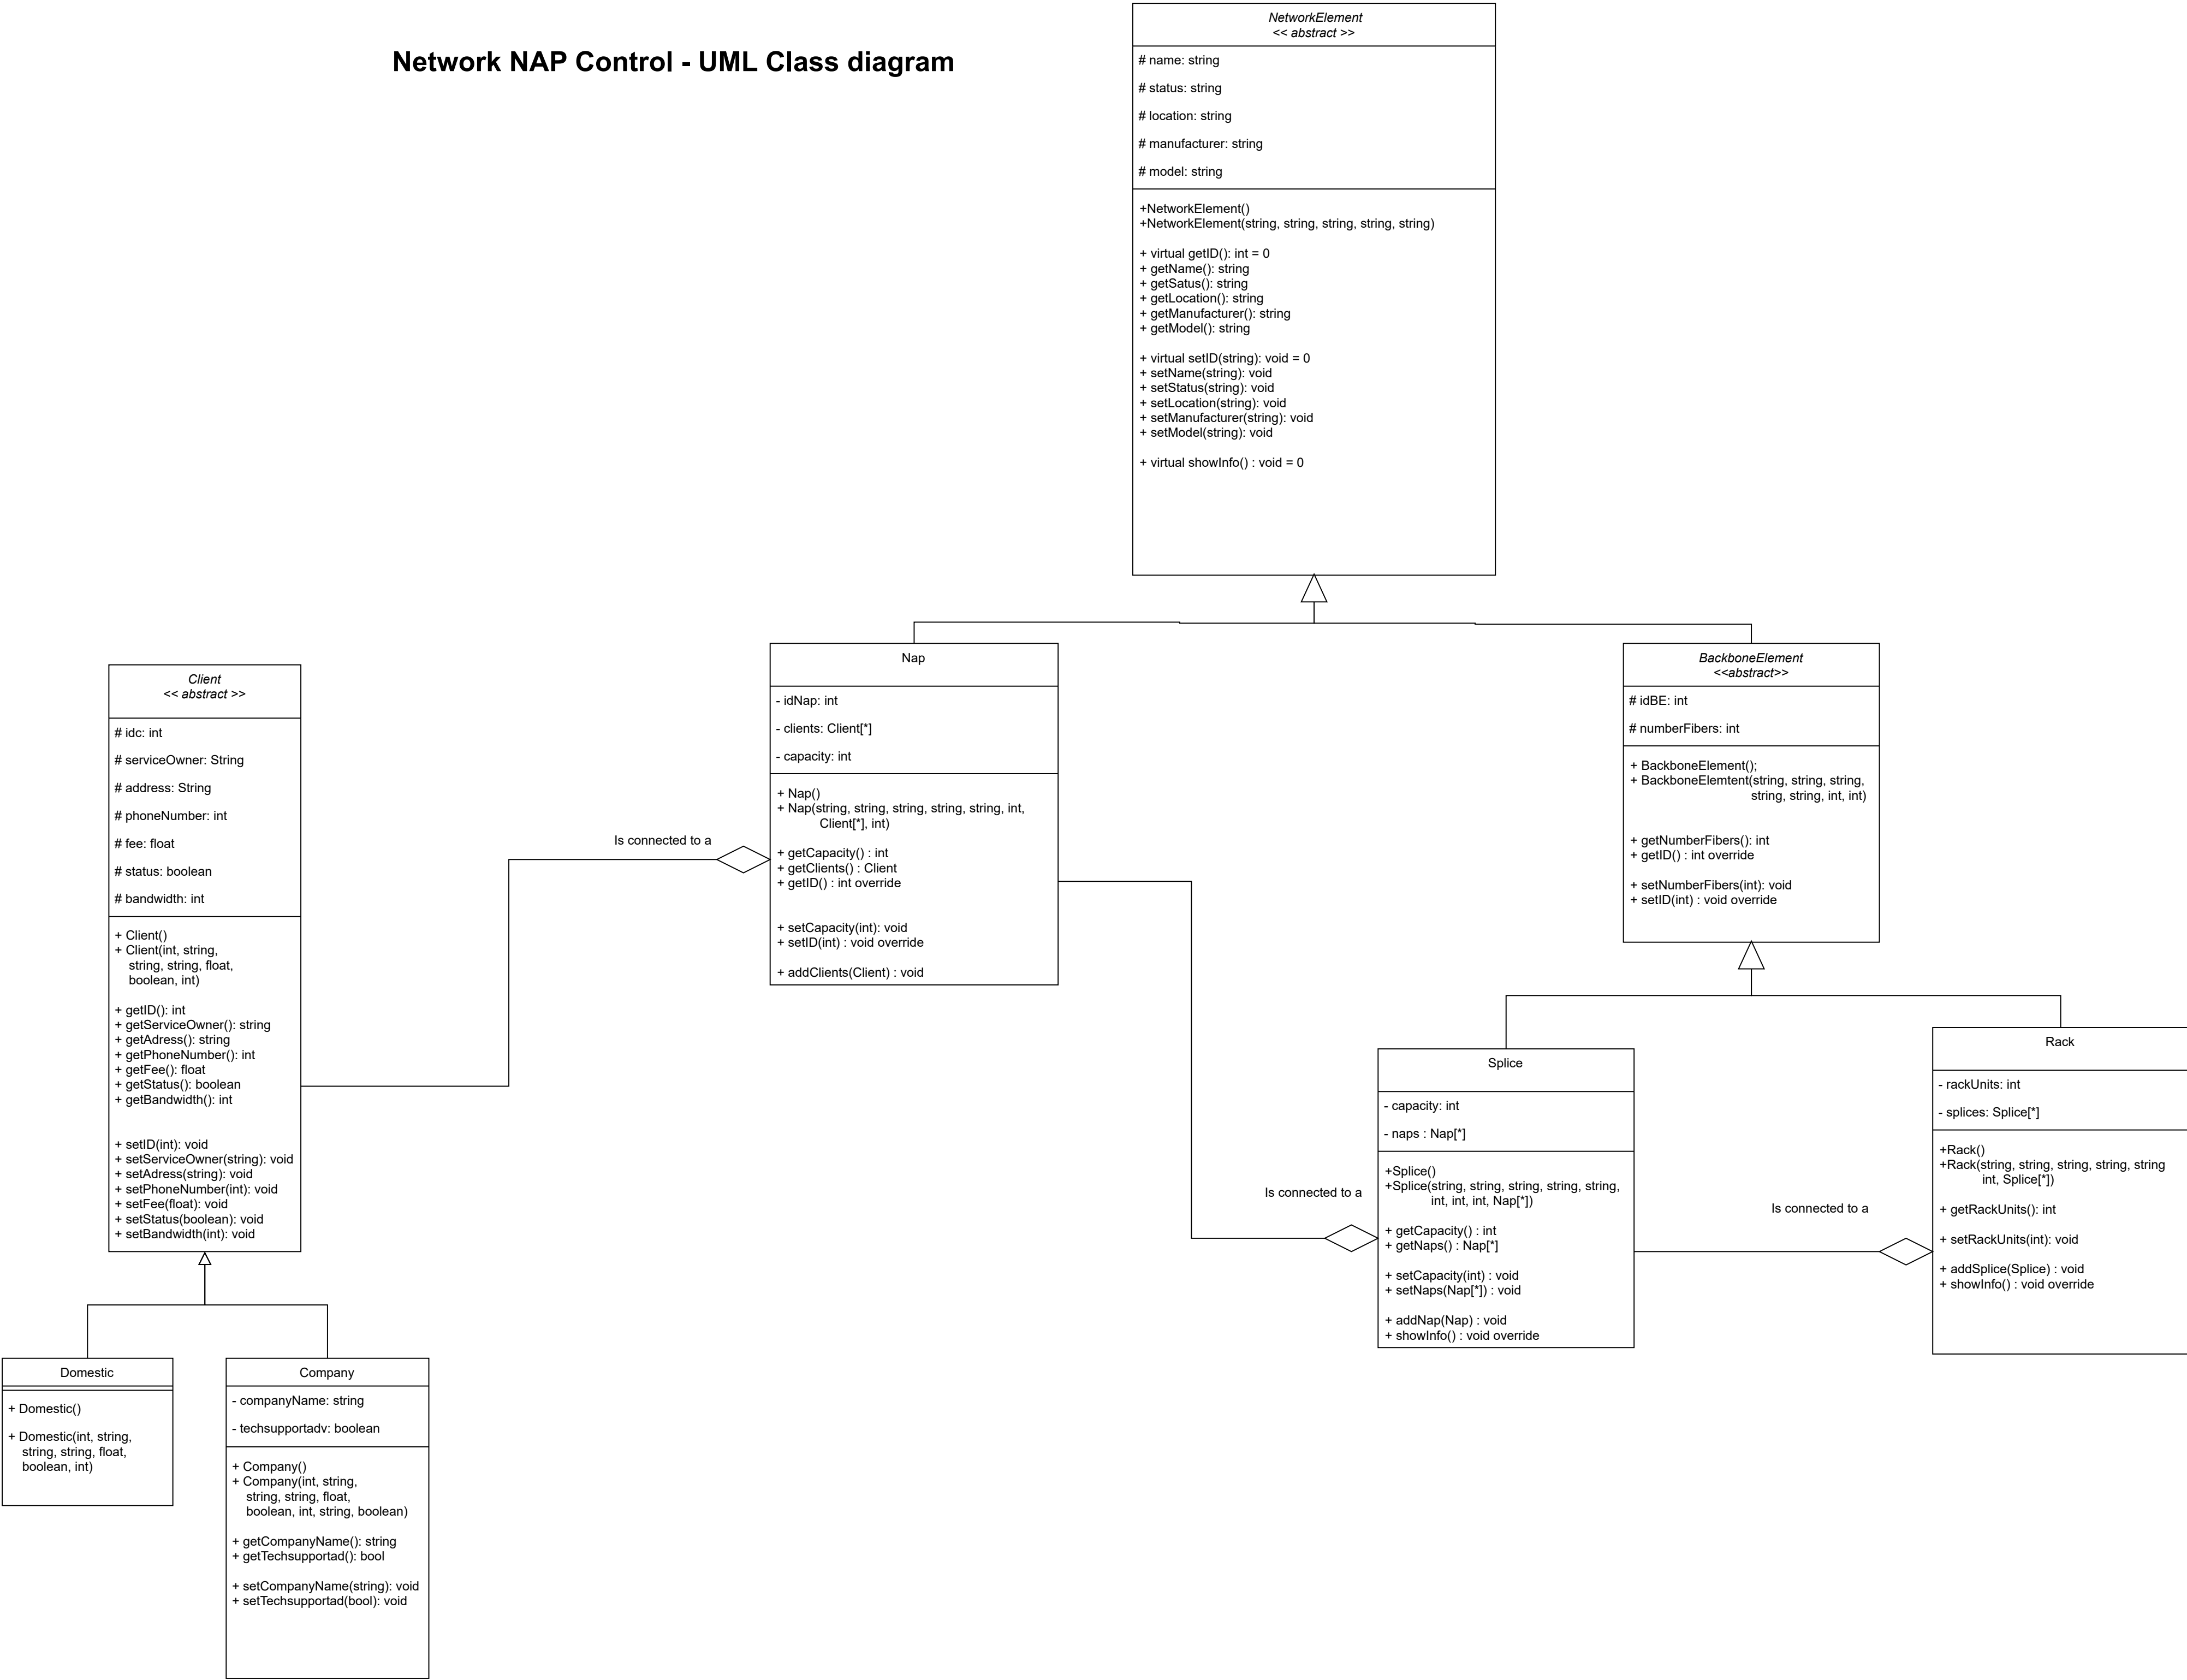 Network NAP Control - UML Class diagram
NetworkElement
<< abstract >>
# name: string
# status: string
# location: string
# manufacturer: string
# model: string
+NetworkElement()
+NetworkElement(string, string, string, string, string)
+ virtual getID(): int = 0
+ getName(): string
+ getSatus(): string
+ getLocation(): string
+ getManufacturer(): string
+ getModel(): string
+ virtual setID(string): void = 0
+ setName(string): void
+ setStatus(string): void
+ setLocation(string): void
+ setManufacturer(string): void
+ setModel(string): void
+ virtual showInfo() : void = 0
Client
<< abstract >>
# idc: int
# serviceOwner: String
# address: String
# phoneNumber: int
# fee: float
# status: boolean
# bandwidth: int
+ Client()
+ Client(int, string,
string, string, float,
boolean, int)
+ getID(): int
+ getServiceOwner(): string
+ getAdress(): string
+ getPhoneNumber(): int
+ getFee(): float
+ getStatus(): boolean
+ getBandwidth(): int
+ setID(int): void
+ setServiceOwner(string): void
+ setAdress(string): void
+ setPhoneNumber(int): void
+ setFee(float): void
+ setStatus(boolean): void
+ setBandwidth(int): void
Is connected to a
Nap
- idNap: int
- clients: Client[*]
- capacity: int
+ Nap()
+ Nap(string, string, string, string, string, int,
Client[*], int)
+ getCapacity() : int
+ getClients() : Client
+ getID() : int override
+ setCapacity(int): void
+ setID(int) : void override
+ addClients(Client) : void
BackboneElement
<<abstract>>
# idBE: int
# numberFibers: int
+ BackboneElement();
+ BackboneElemtent(string, string, string,
string, string, int, int)
+ getNumberFibers(): int
+ getID() : int override
+ setNumberFibers(int): void
+ setID(int) : void override
Is connected to a
Splice
- capacity: int
- naps : Nap[*]
+Splice()
+Splice(string, string, string, string, string,
int, int, int, Nap[*])
+ getCapacity() : int
+ getNaps() : Nap[*]
+ setCapacity(int) : void
+ setNaps(Nap[*]) : void
+ addNap(Nap) : void
+ showInfo() : void override
Is connected to a
Rack
- rackUnits: int
- splices: Splice[*]
+Rack()
+Rack(string, string, string, string, string
int, Splice[*])
+ getRackUnits(): int
+ setRackUnits(int): void
+ addSplice(Splice) : void
+ showInfo() : void override
Domestic
+ Domestic()
+ Domestic(int, string,
string, string, float,
boolean, int)
Company
- companyName: string
- techsupportadv: boolean
+ Company()
+ Company(int, string,
string, string, float,
boolean, int, string, boolean)
+ getCompanyName(): string
+ getTechsupportad(): bool
+ setCompanyName(string): void
+ setTechsupportad(bool): void